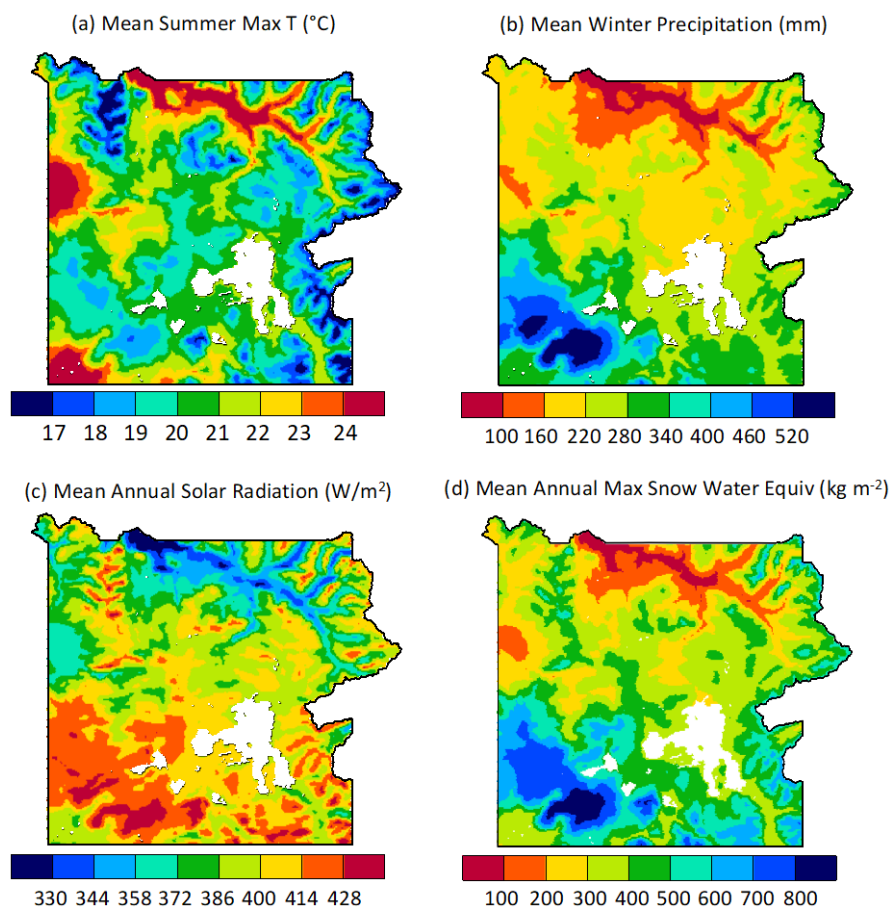 (a) Mean Summer Max T (°C)
(b) Mean Winter Precipitation (mm)
17 18 19 20 21 22 23 24
100 160 220 280 340 400 460 520
(c) Mean Annual Solar Radiation (W/m²)
(d) Mean Annual Max Snow Water Equiv (kg m⁻²)
330 344 358 372 386 400 414 428
100 200 300 400 500 600 700 800